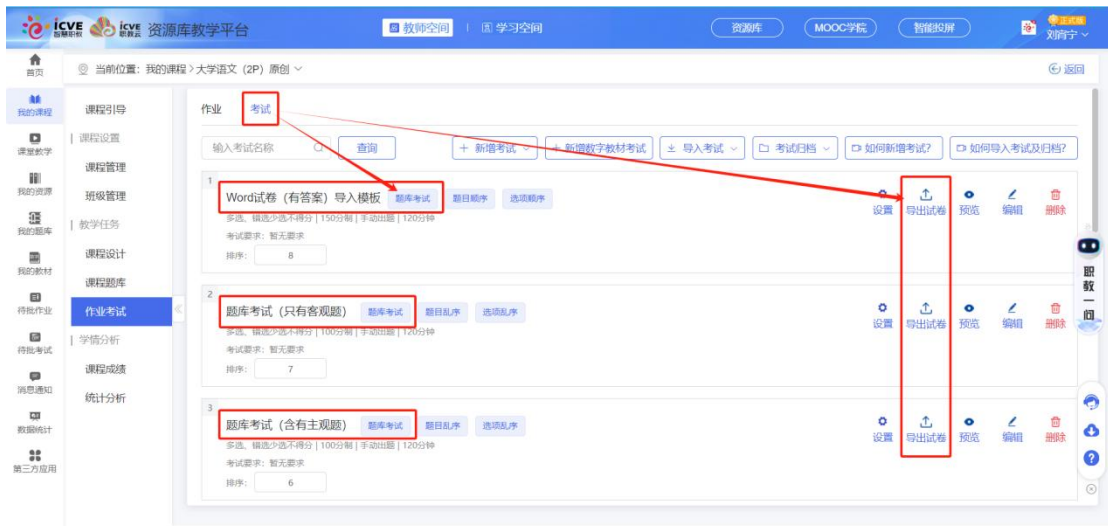 icve 智慧职教 icve 职教云 资源库教学平台 教师空间 学习空间 资源库 MOOC学院 智能投屏 正式版
刘宵宁
首页 当前位置：我的课程 > 大学语文（2P）原创 返回
我的课程
课堂教学
我的资源
我的题库
我的教材
待批作业
待批考试
消息通知
数据统计
第三方应用
课程引导
课程设置
课程管理
班级管理
教学任务
课程设计
课程题库
作业考试
学情分析
课程成绩
统计分析
作业 考试
输入考试名称 查询 + 新增考试 + 新增数字教材考试 导入考试 考试归档 如何新增考试? 如何导入考试及归档?
1
Word试卷（有答案）导入模板 题库考试 题目顺序 选项顺序
多选、错选少选不得分 | 150分制 | 手动出题 | 120分钟
考试要求：暂无要求
排序： 8
设置 导出试卷 预览 编辑 删除
2
题库考试（只有客观题） 题库考试 题目乱序 选项乱序
多选、错选少选不得分 | 100分制 | 手动出题 | 120分钟
考试要求：暂无要求
排序： 7
设置 导出试卷 预览 编辑 删除
3
题库考试（含有主观题） 题库考试 题目乱序 选项乱序
多选、错选少选不得分 | 100分制 | 手动出题 | 120分钟
考试要求：暂无要求
排序： 6
设置 导出试卷 预览 编辑 删除
职教一问